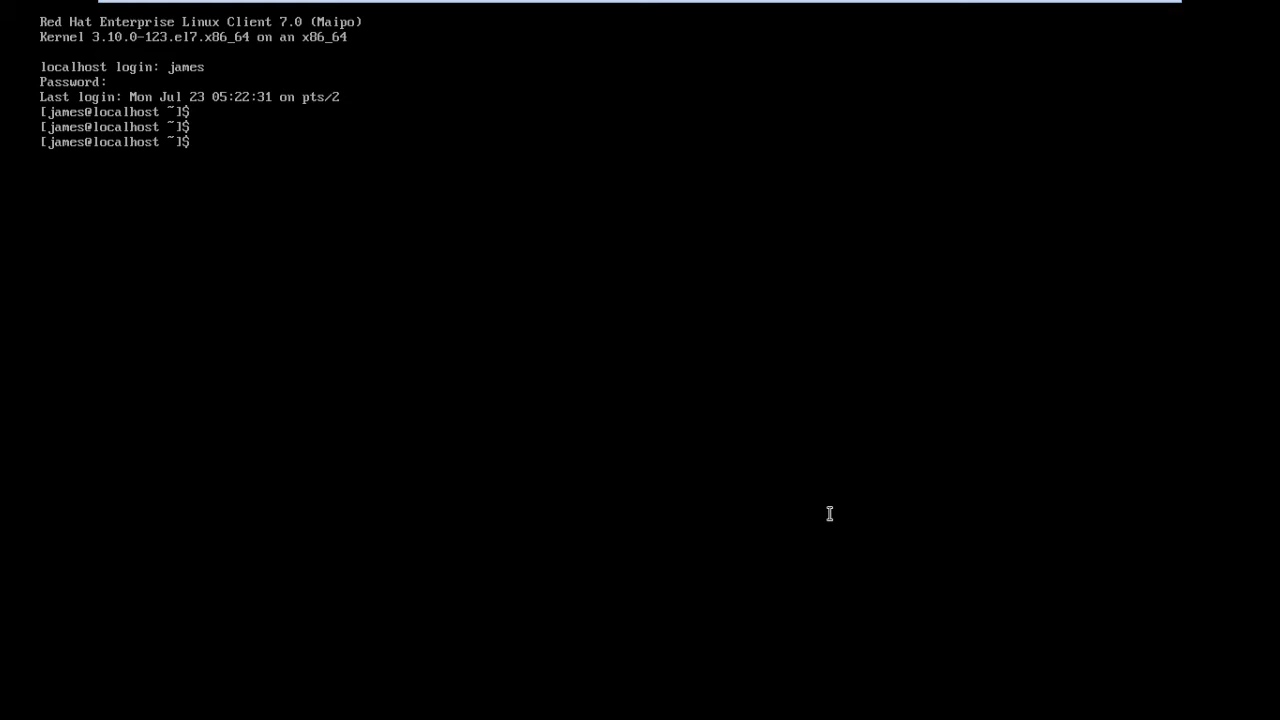 Red Hat Enterprise Linux Client 7.0 (Maipo)
Kernel 3.10.0-123.el7.x86_64 on an x86_64
localhost login: james
Password:
Last login: Mon Jul 23 05:22:31 on pts/2
[james@localhost ~]$
[james@localhost ~]$
[james@localhost ~]$